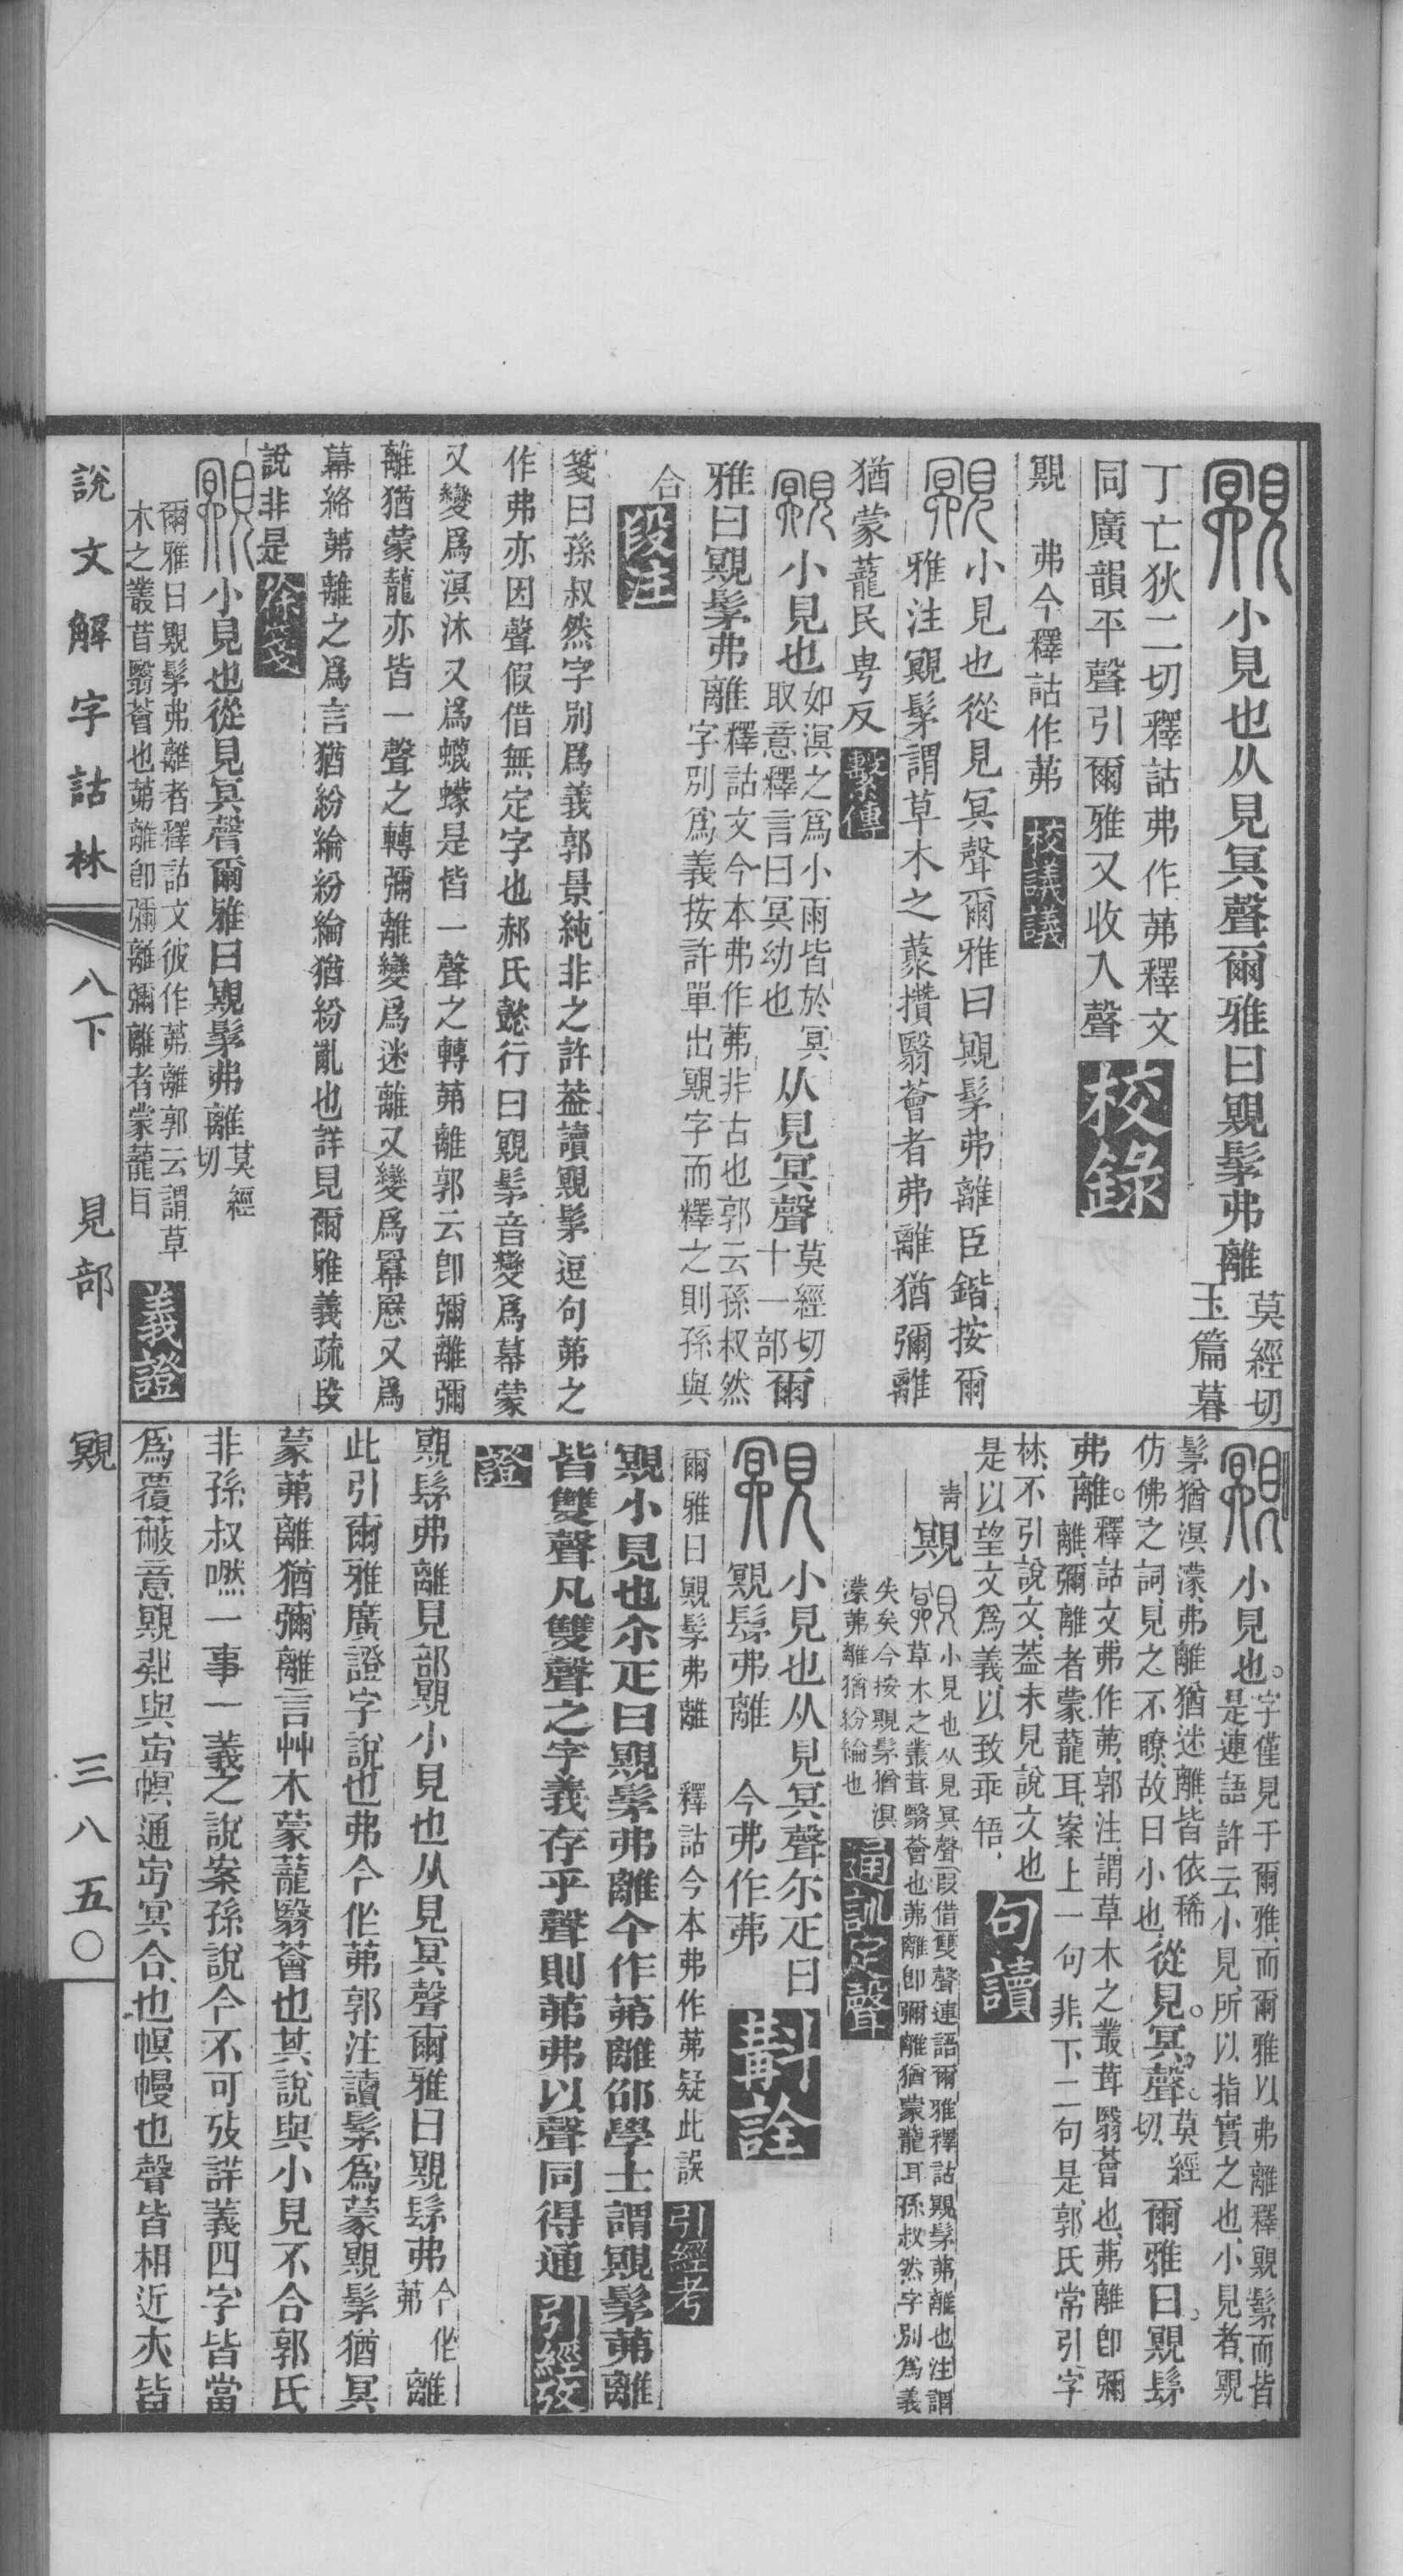 覭小見也从見冥聲爾雅曰覭髳弗離莫經切玉篇暮
丁亡狄二切釋詁弗作茀釋文
同廣韻平聲引爾雅又收入聲校錄
覭 弗今釋詁作茀校議議
覭小見也從見冥聲爾雅曰覭髳弗離臣鍇按爾
雅注覭髳謂草木之蓃攢翳薈者弗離猶彌離
猶蒙蘢民甹反繫傳
覭小見也如溟之爲小雨皆於冥取意釋言曰冥幼也从見冥聲莫經切十一部爾
雅曰覭髳弗離釋詁文今本弗作茀非古也郭云孫叔然字別爲義按許單出覭字而釋之則孫與
合段注
箋曰孫叔然字別爲義郭景純非之許葢讀覭髳逗句茀之
作弗亦因聲假借無定字也郝氏懿行曰覭髳音變爲幕蒙
又變爲溟沐又爲蠛蠓是皆一聲之轉茀離郭云卽彌離彌
離猶蒙蘢亦皆一聲之轉彌離變爲迷離又變爲羃䍥又爲
幕絡茀離之爲言猶紛綸紛綸猶紛亂也詳見爾雅義疏段
說非是徐箋
覭小見也從見冥聲爾雅曰覭髳弗離莫經切
爾雅曰覭髳弗離者釋詁文彼作茀離郭云謂草木之叢茸翳薈也茀離卽彌離彌離者蒙蘢㠯義證
覭小見也。字僅見于爾雅、而爾雅以弗離釋覭髳、而皆是連語、許云小見、所以指實之也、小見者、覭
髳猶溟濛、弗離猶迷離、皆依稀仿佛之詞、見之不瞭、故曰小也、從見。冥聲。莫經切、爾雅曰。覭髳
弗離。釋詁文弗作茀、郭注、謂草木之叢茸翳薈也、茀離卽彌離、彌離者蒙蘢耳、案上一句非、下二句是、郭氏常引字
林、不引說文、葢未見說文也
是以望文爲義、以致乖牾、句讀
靑覭覭小見也从見冥聲叚借雙聲連語爾雅釋詁覭髳茀離也注謂草木之叢茸翳薈也茀離卽彌離猶蒙蘢耳孫叔然字別爲義
失矣今按覭髳猶溟濛茀離猶紛綸也通訓定聲
覭小見也从見冥聲尒疋曰
覭髳弗離 今弗作茀斠詮
爾雅曰覭髳弗離 釋詁今本弗作茀疑此誤引經考
覭小見也尒疋曰覭髳弗離今作茀離邵學士謂覭髳茀離
皆雙聲凡雙聲之字義存乎聲則茀弗以聲同得通引經
證
覭髳弗離見部覭小見也从見冥聲爾雅曰覭髳弗今作茀離
此引爾雅廣證字說也弗今作茀郭注讀髳爲蒙覭髳猶冥
蒙茀離猶彌離言艸木蒙蘢翳薈也其說與小見不合郭氏
非孫叔嘫一事一義之說案孫說今不可攷詳義四字皆當
爲覆蔽意覭㚔與㝱幎通㝱冥合也幎幔也聲皆相近亣皆
說文解字詁林 八下 見部 覭 三八五〇